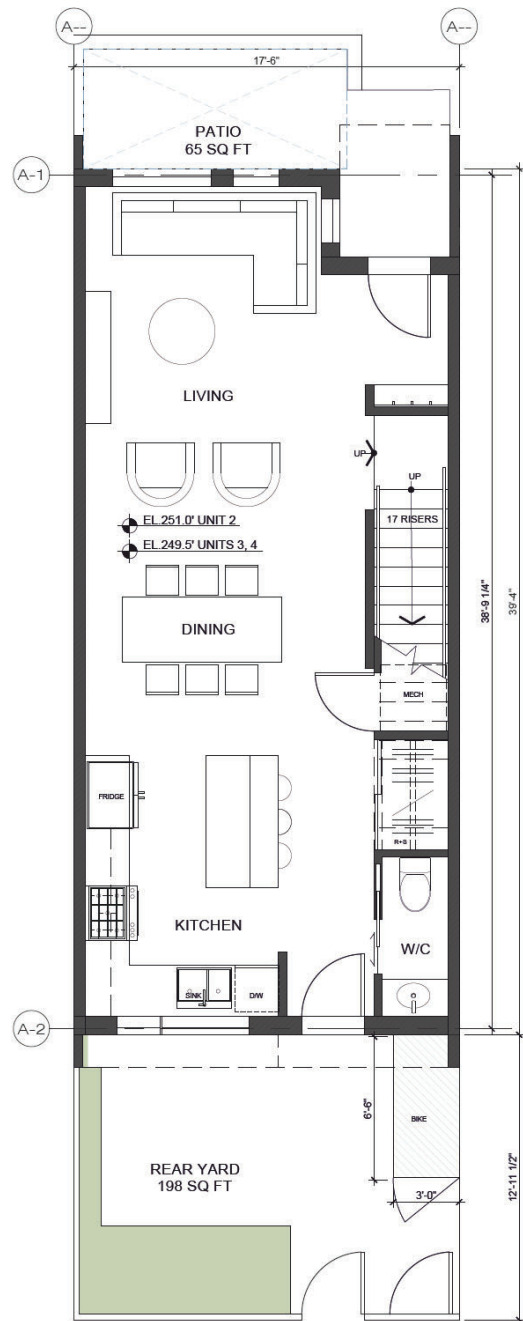 A-- A--
17'-6"
PATIO
65 SQ FT
A-1
LIVING
UP
UP
17 RISERS
EL.251.0' UNIT 2
EL.249.5' UNITS 3, 4
38'-9 1/4"
39'-4"
DINING
MECH
FRIDGE
R+S
KITCHEN
W/C
SINK
D/W
A-2
6'-6"
BIKE
12'-11 1/2"
REAR YARD
198 SQ FT
3'-0"